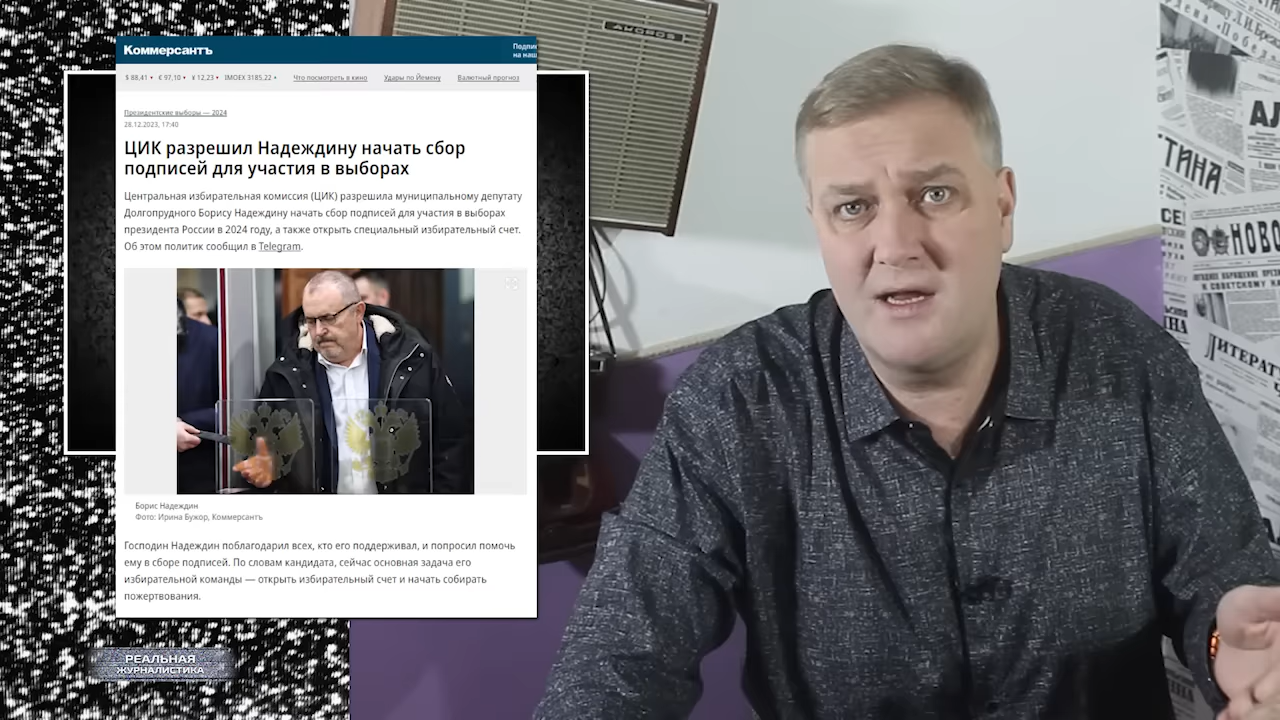 Коммерсантъ
Подпи
на наш
$ 88,41 € 97,10 ¥ 12,23 IMOEX 3185,22 Что посмотреть в кино Удары по Йемену Валютный прогноз
Президентские выборы — 2024
28.12.2023, 17:40
ЦИК разрешил Надеждину начать сбор
подписей для участия в выборах
Центральная избирательная комиссия (ЦИК) разрешила муниципальному депутату
Долгопрудного Борису Надеждину начать сбор подписей для участия в выборах
президента России в 2024 году, а также открыть специальный избирательный счет.
Об этом политик сообщил в Telegram.
Борис Надеждин
Фото: Ирина Бужор, Коммерсантъ
Господин Надеждин поблагодарил всех, кто его поддерживал, и попросил помочь
ему в сборе подписей. По словам кандидата, сейчас основная задача его
избирательной команды — открыть избирательный счет и начать собирать
пожертвования.
РЕАЛЬНАЯ
ЖУРНАЛИСТИКА
AKORDS
АЛ
ТИНА
НОВО
К СОВЕТСКОМУ НА
ЛИТЕРАТ